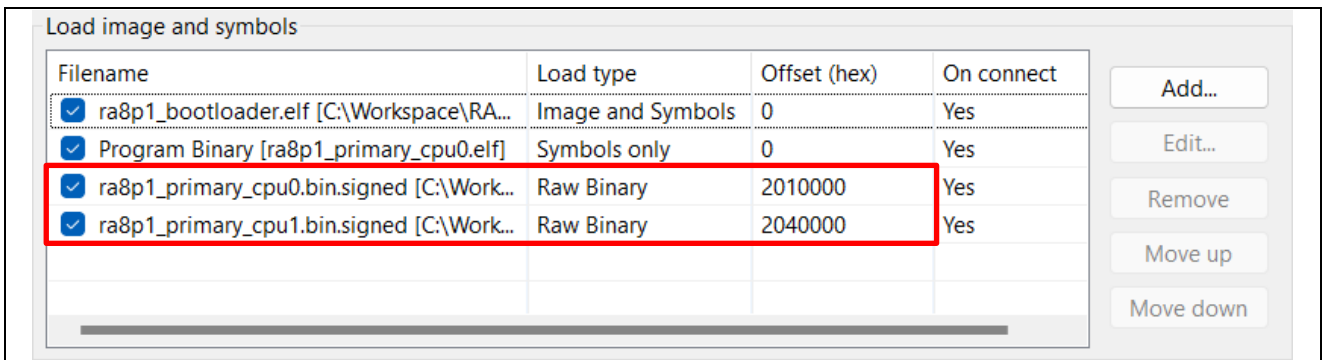 Load image and symbols
Filename Load type Offset (hex) On connect
ra8p1_bootloader.elf [C:\Workspace\RA... Image and Symbols 0 Yes
Program Binary [ra8p1_primary_cpu0.elf] Symbols only 0 Yes
ra8p1_primary_cpu0.bin.signed [C:\Work... Raw Binary 2010000 Yes
ra8p1_primary_cpu1.bin.signed [C:\Work... Raw Binary 2040000 Yes
Add...
Edit...
Remove
Move up
Move down